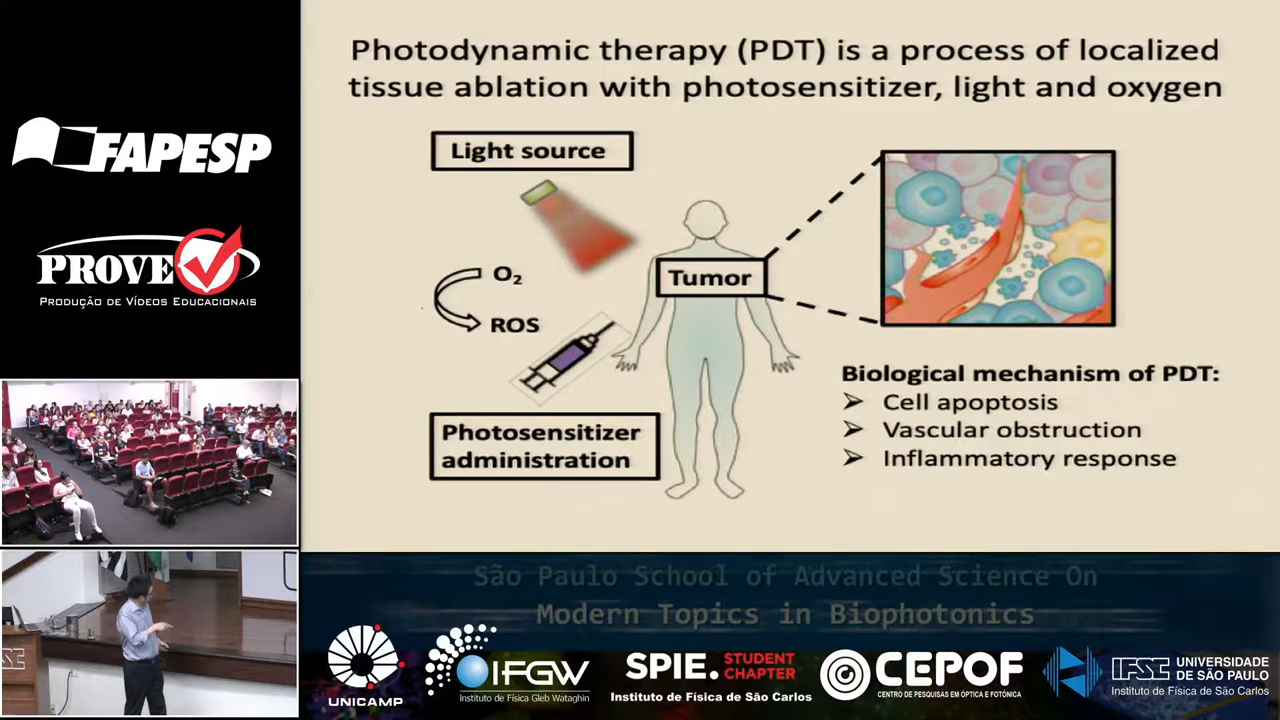 Photodynamic therapy (PDT) is a process of localized
tissue ablation with photosensitizer, light and oxygen
Light source
O₂
ROS
Tumor
Photosensitizer
administration
Biological mechanism of PDT:
➢ Cell apoptosis
➢ Vascular obstruction
➢ Inflammatory response
FAPESP
PROVE
PRODUÇÃO DE VÍDEOS EDUCACIONAIS
São Paulo School of Advanced Science On
Modern Topics in Biophotonics
UNICAMP
IFGW
Instituto de Física Gleb Wataghin
SPIE. STUDENT
CHAPTER
Instituto de Física de São Carlos
CEPOF
CENTRO DE PESQUISAS EM ÓPTICA E FOTÔNICA
IFSC UNIVERSIDADE
DE SÃO PAULO
Instituto de Física de São Carlos